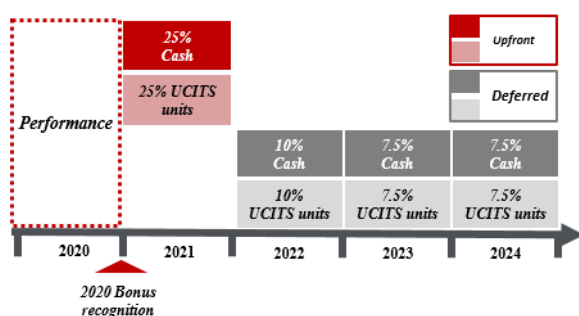 25%
Cash
Upfront
25% UCITS
units
Deferred
Performance
10%
Cash
7.5%
Cash
7.5%
Cash
10%
UCITS units
7.5%
UCITS units
7.5%
UCITS units
2020
2021
2022
2023
2024
2020 Bonus
recognition